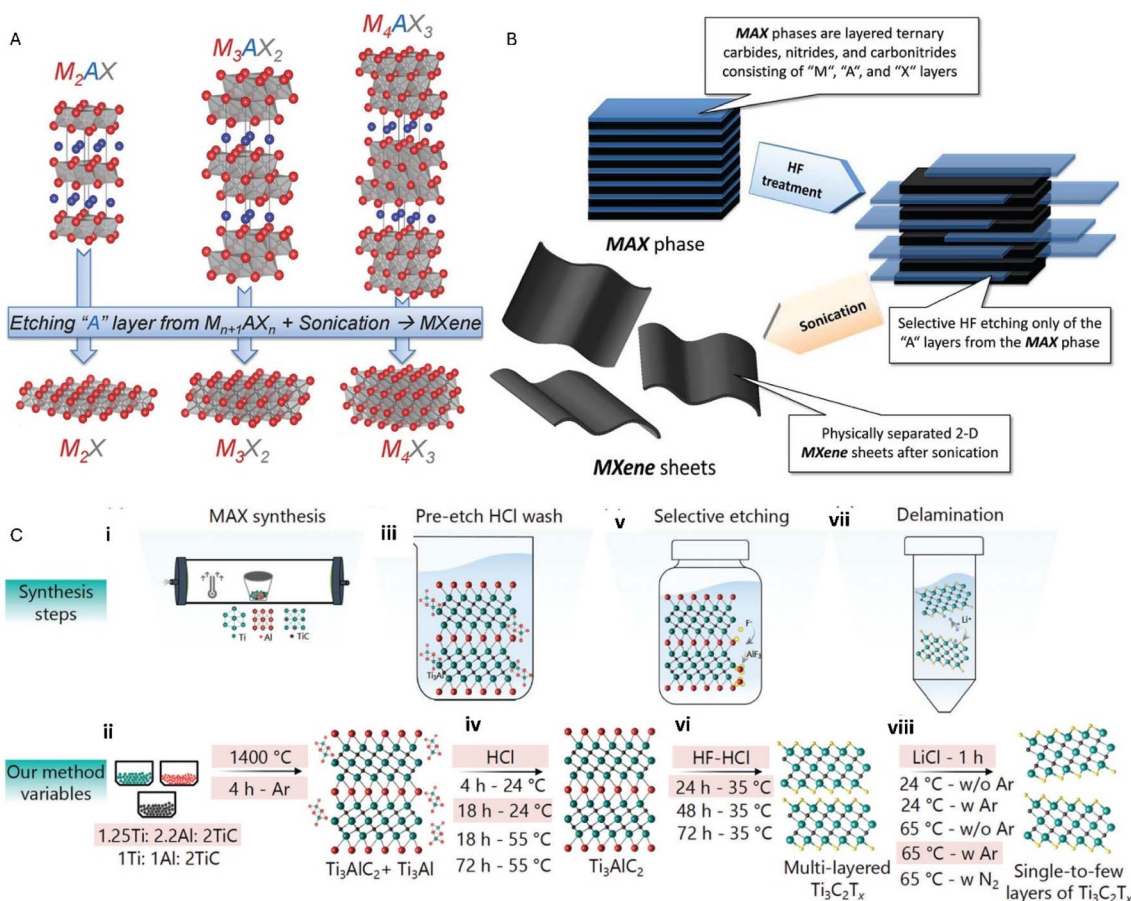 A
M₂AX
M₃AX₂
M₄AX₃
Etching "A" layer from Mₙ₊₁AXₙ + Sonication → MXene
M₂X
M₃X₂
M₄X₃
B
MAX phases are layered ternary
carbides, nitrides, and carbonitrides
consisting of "M", "A", and "X" layers
HF
treatment
MAX phase
Sonication
Selective HF etching only of the
"A" layers from the MAX phase
Physically separated 2-D
MXene sheets after sonication
MXene sheets
C
Synthesis
steps
i
MAX synthesis
Ti
Al
TiC
iii
Pre-etch HCl wash
Ti₃Al
v
Selective etching
F⁻
AlF₃
vii
Delamination
Li⁺
Our method
variables
ii
1.25Ti: 2.2Al: 2TiC
1Ti: 1Al: 2TiC
1400 °C
4 h - Ar
Ti₃AlC₂ + Ti₃Al
iv
HCl
4 h - 24 °C
18 h - 24 °C
18 h - 55 °C
72 h - 55 °C
Ti₃AlC₂
vi
HF-HCl
24 h - 35 °C
48 h - 35 °C
72 h - 35 °C
Multi-layered
Ti₃C₂Tₓ
viii
LiCl - 1 h
24 °C - w/o Ar
24 °C - w Ar
65 °C - w/o Ar
65 °C - w Ar
65 °C - w N₂
Single-to-few
layers of Ti₃C₂Tₓ